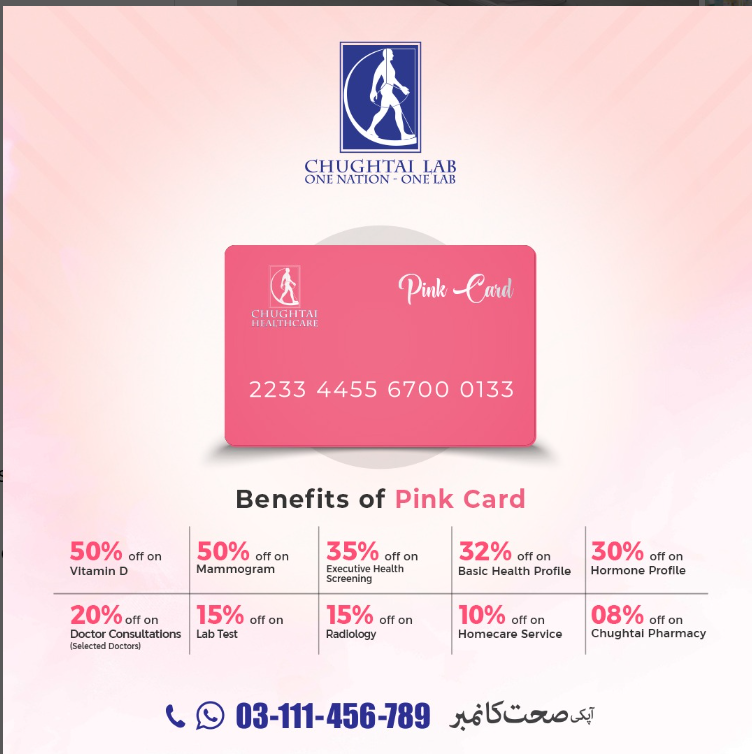 CHUGHTAI LAB
ONE NATION - ONE LAB
CHUGHTAI
HEALTHCARE
Pink Card
2233 4455 6700 0133
Benefits of Pink Card
50% off on
Vitamin D
50% off on
Mammogram
35% off on
Executive Health
Screening
32% off on
Basic Health Profile
30% off on
Hormone Profile
20% off on
Doctor Consultations
(Selected Doctors)
15% off on
Lab Test
15% off on
Radiology
10% off on
Homecare Service
08% off on
Chughtai Pharmacy
03-111-456-789 آپکی صحت کا نمبر